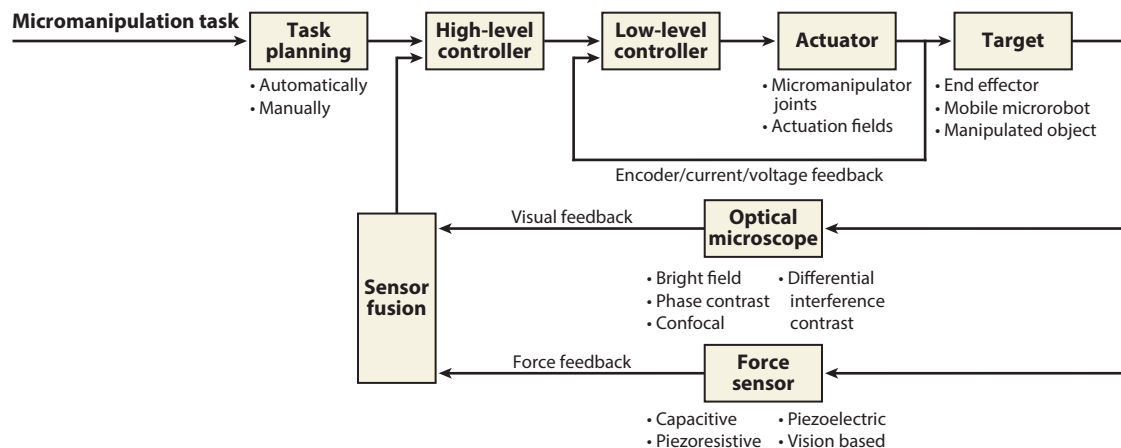 Micromanipulation task
Task
planning
• Automatically
• Manually
High-level
controller
Low-level
controller
Actuator
• Micromanipulator
joints
• Actuation fields
Target
• End effector
• Mobile microrobot
• Manipulated object
Encoder/current/voltage feedback
Sensor
fusion
Visual feedback
Optical
microscope
• Bright field
• Phase contrast
• Confocal
• Differential
interference
contrast
Force feedback
Force
sensor
• Capacitive
• Piezoresistive
• Piezoelectric
• Vision based